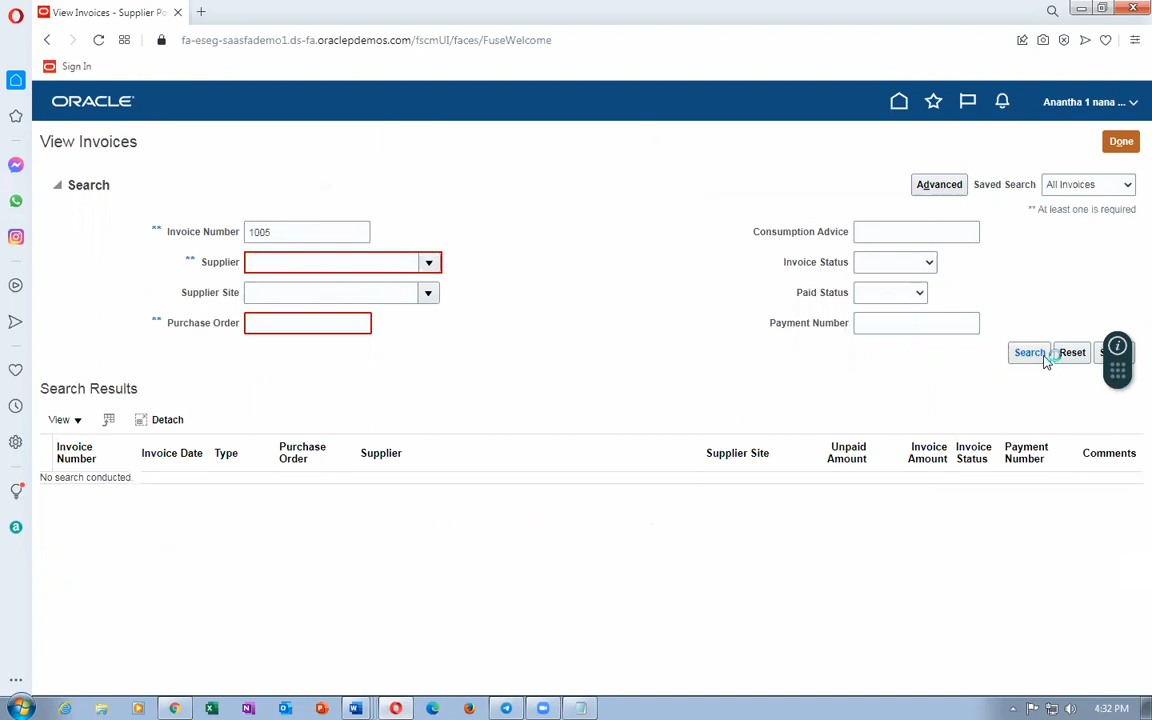 View Invoices - Supplier Po
fa-eseg-saasfademo1.ds-fa.oraclepdemos.com/fscmUI/faces/FuseWelcome
Sign In
ORACLE
Anantha 1 nana ...
View Invoices
Done
Search
Advanced
Saved Search
All Invoices
** At least one is required
** Invoice Number
1005
Consumption Advice
** Supplier
Invoice Status
Supplier Site
Paid Status
** Purchase Order
Payment Number
Search
Reset
Search Results
View
Detach
Invoice Number
Invoice Date
Type
Purchase Order
Supplier
Supplier Site
Unpaid Amount
Invoice Amount
Invoice Status
Payment Number
Comments
No search conducted.
4:32 PM